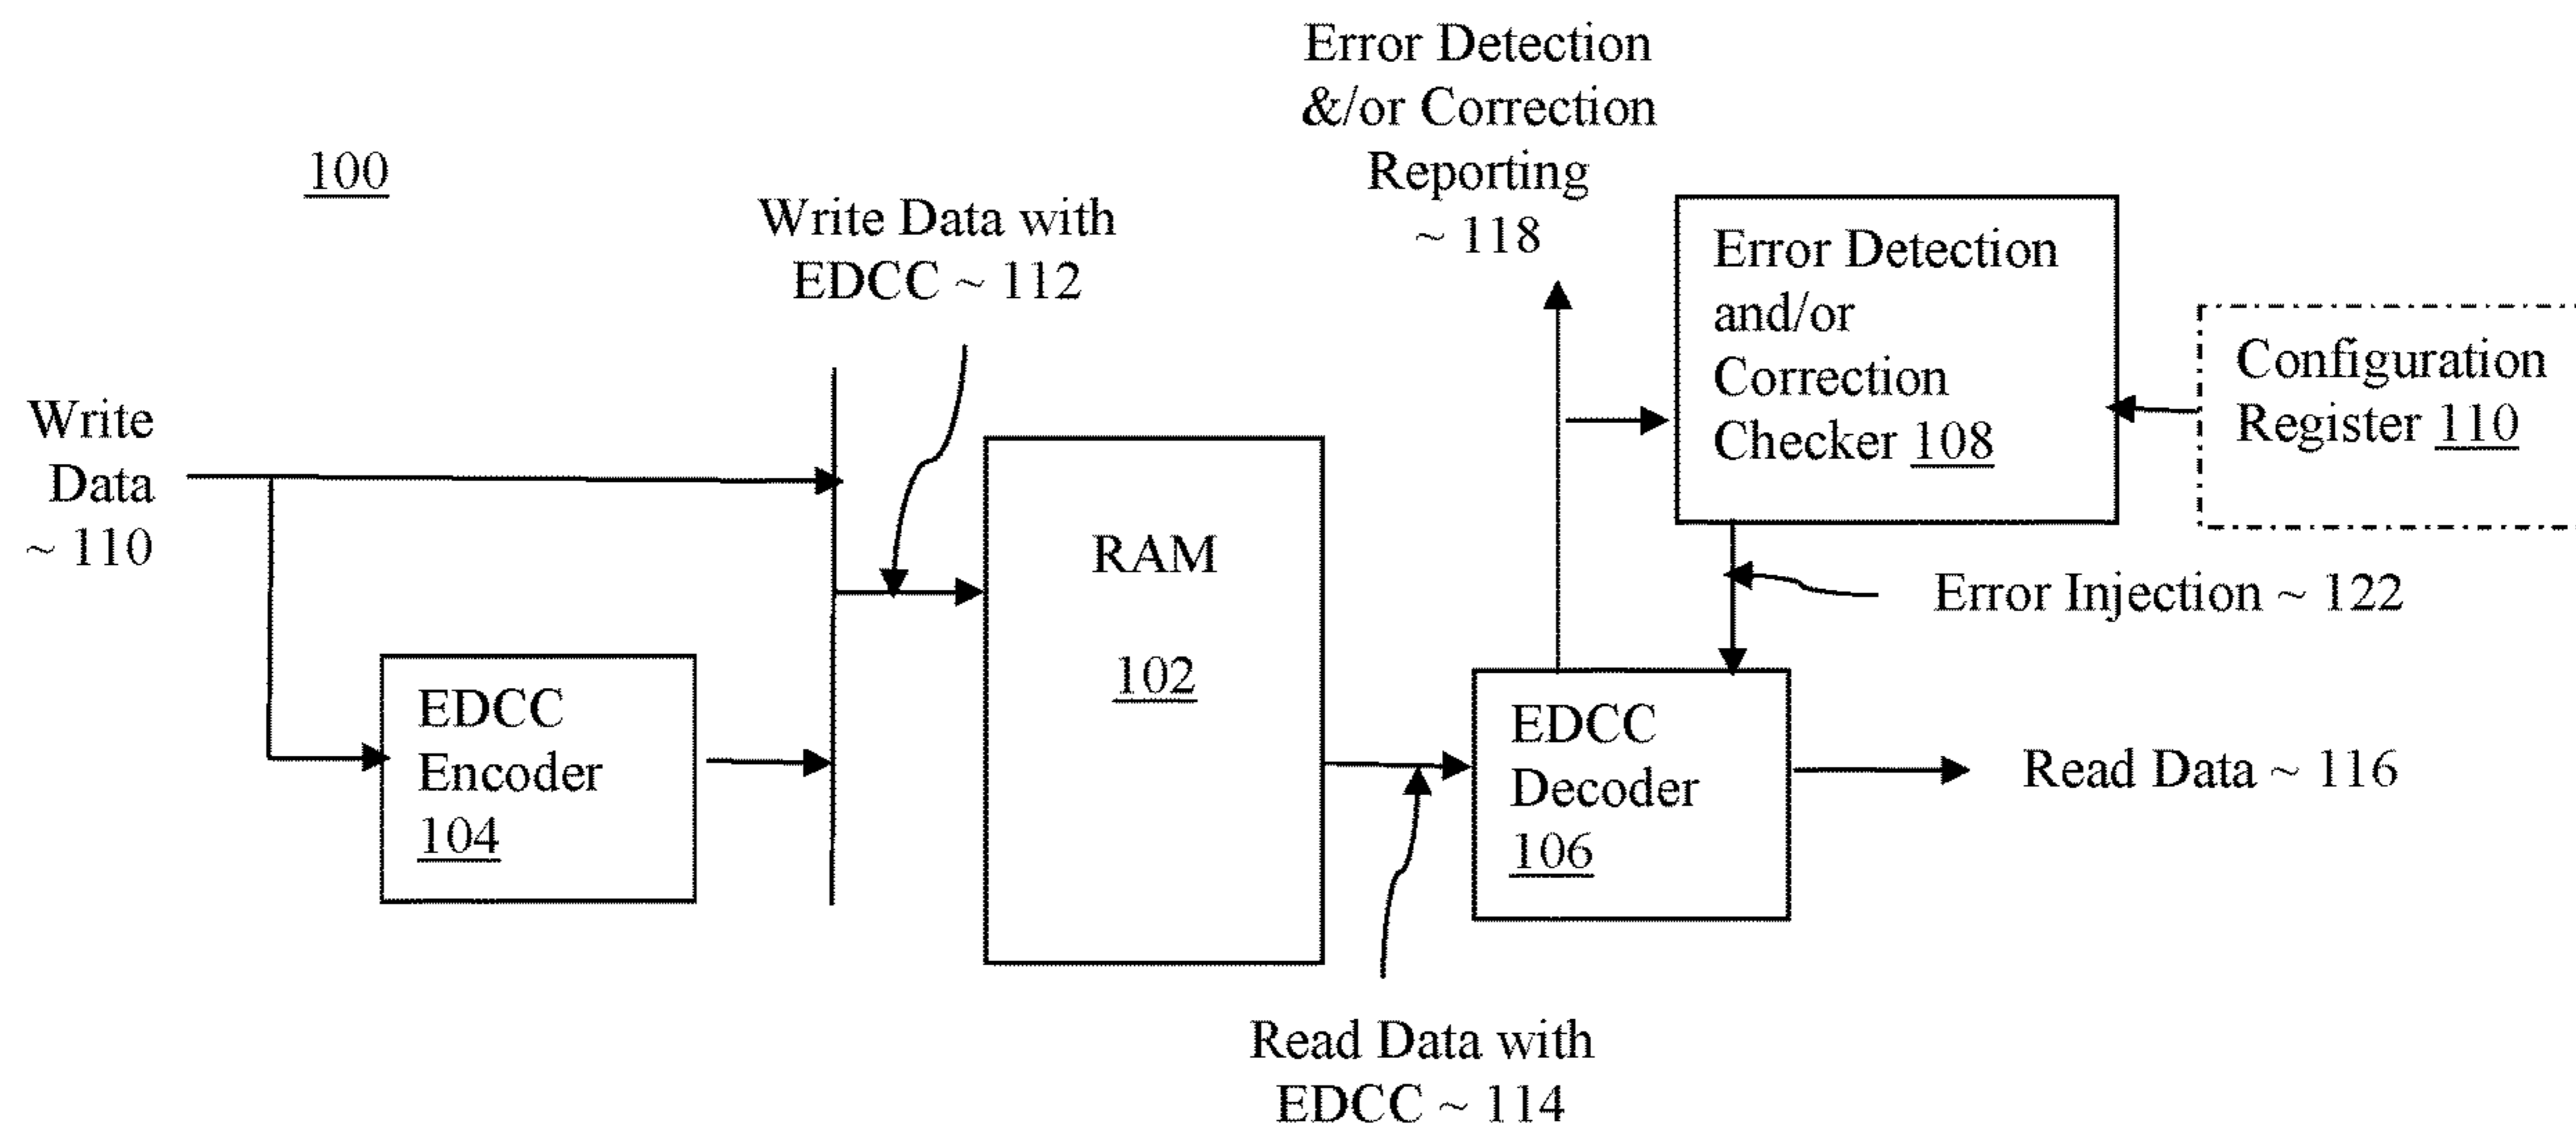 100
Write
Data
~ 110
Write Data with
EDCC ~ 112
EDCC
Encoder
104
RAM
102
Error Detection
&/or Correction
Reporting
~ 118
Error Detection
and/or
Correction
Checker 108
Configuration
Register 110
Error Injection ~ 122
EDCC
Decoder
106
Read Data ~ 116
Read Data with
EDCC ~ 114